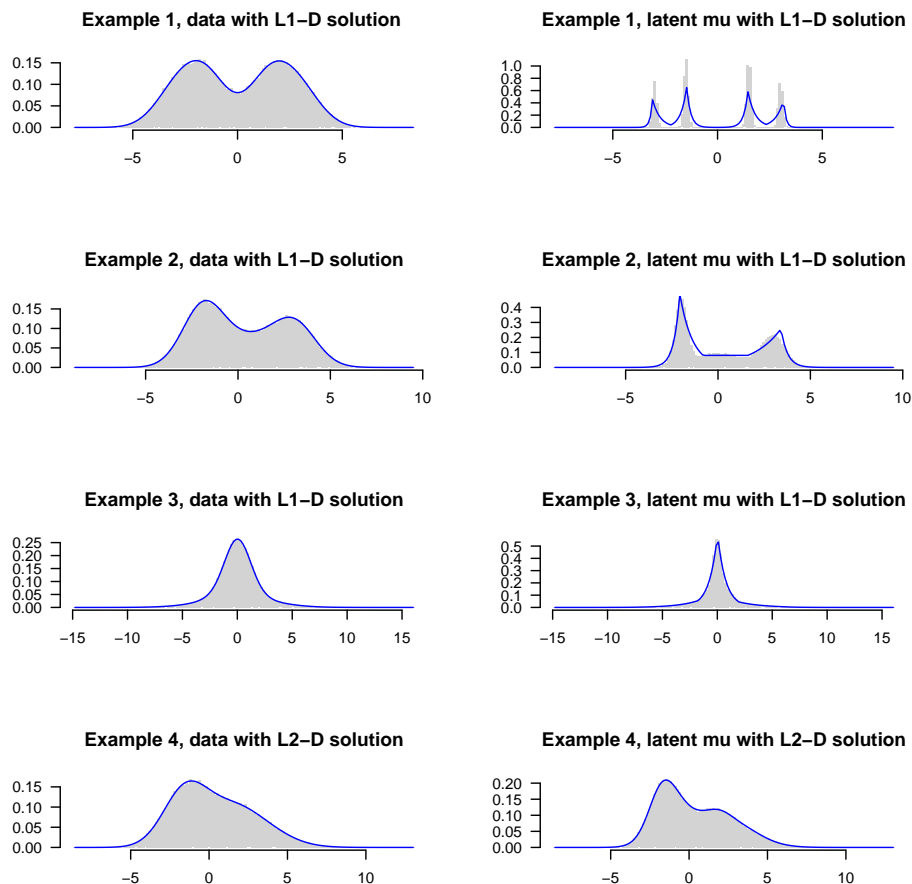 Example 1, data with L1−D solution
0.15
0.10
0.05
0.00
−5 0 5
Example 1, latent mu with L1−D solution
1.0
0.8
0.6
0.4
0.2
0.0
−5 0 5
Example 2, data with L1−D solution
0.15
0.10
0.05
0.00
−5 0 5 10
Example 2, latent mu with L1−D solution
0.4
0.3
0.2
0.1
0.0
−5 0 5 10
Example 3, data with L1−D solution
0.25
0.20
0.15
0.10
0.05
0.00
−15 −10 −5 0 5 10 15
Example 3, latent mu with L1−D solution
0.5
0.4
0.3
0.2
0.1
0.0
−15 −10 −5 0 5 10 15
Example 4, data with L2−D solution
0.15
0.10
0.05
0.00
−5 0 5 10
Example 4, latent mu with L2−D solution
0.20
0.15
0.10
0.05
0.00
−5 0 5 10